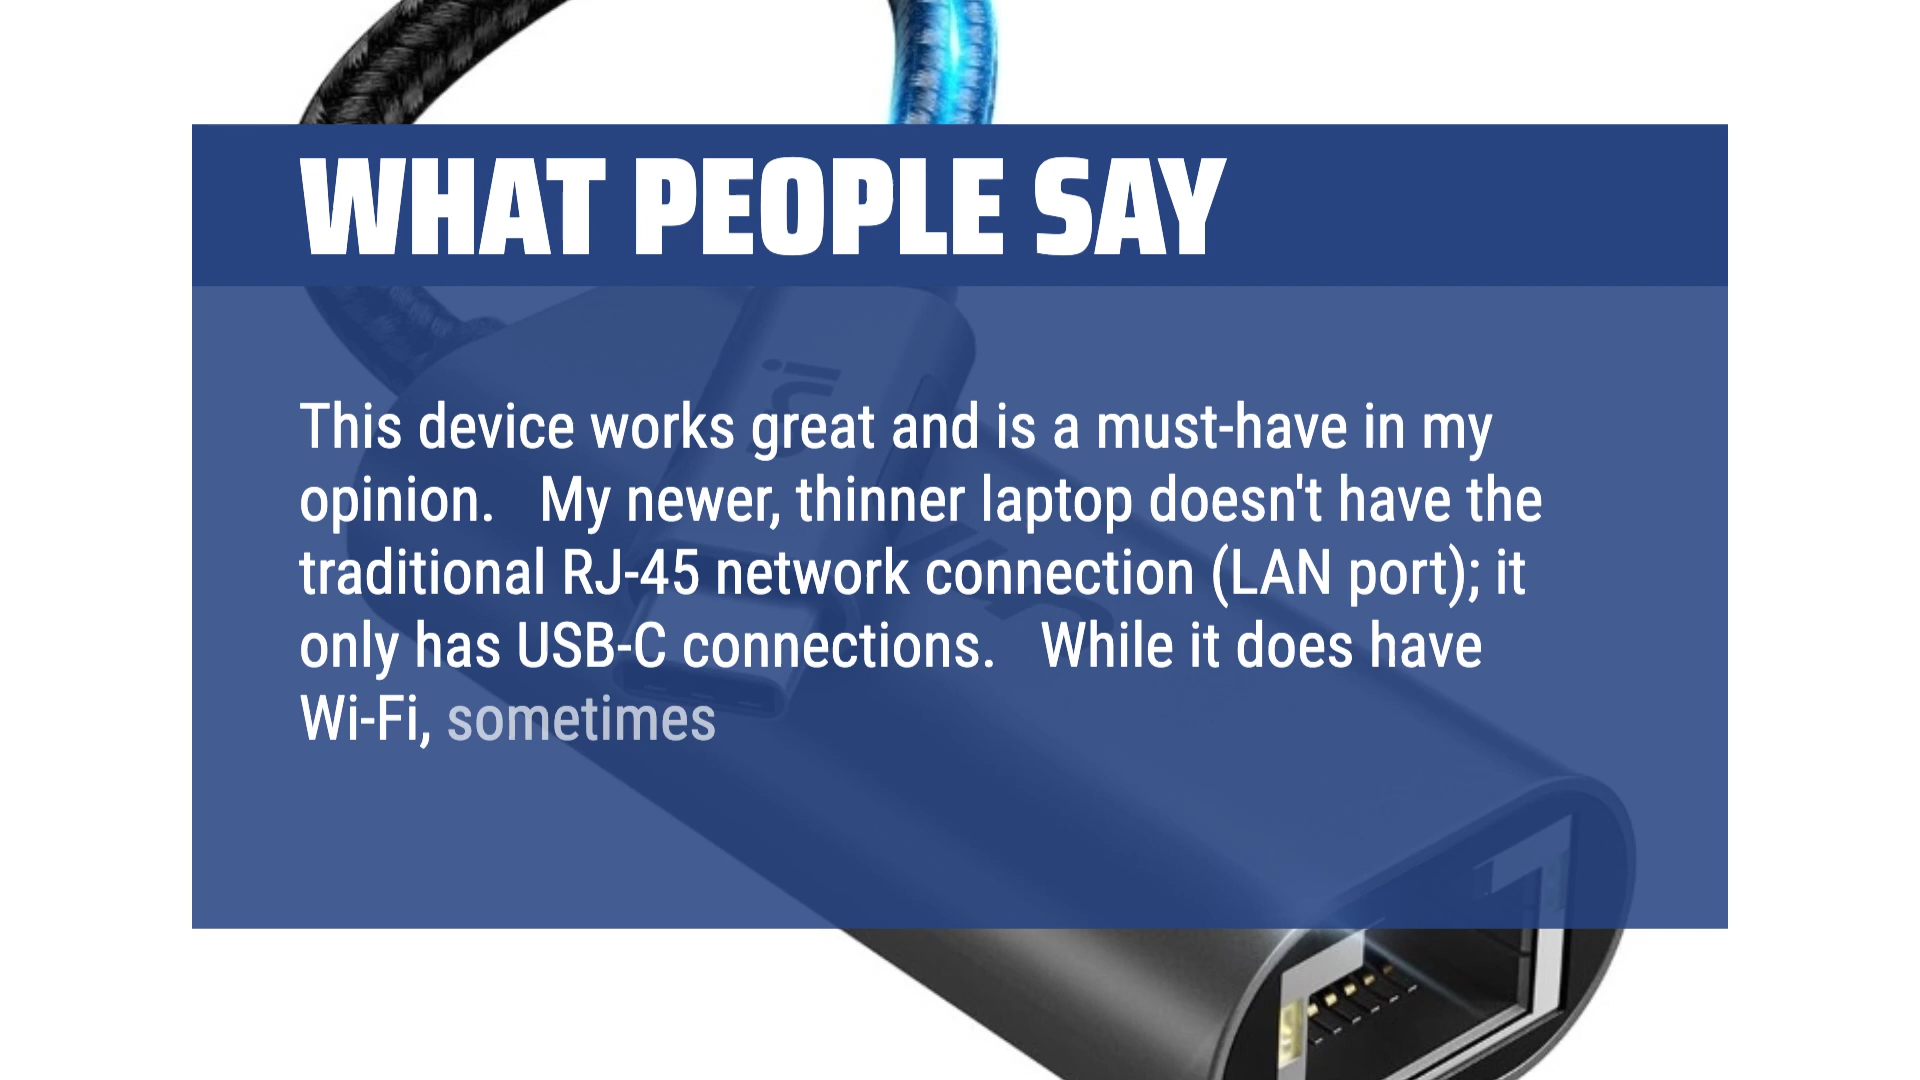 WHAT PEOPLE SAY
This device works great and is a must-have in my
opinion.   My newer, thinner laptop doesn't have the
traditional RJ-45 network connection (LAN port); it
only has USB-C connections.   While it does have
Wi-Fi, sometimes